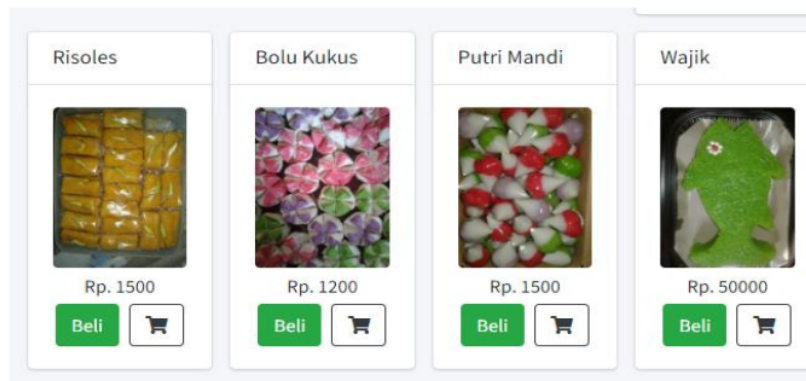 Risoles
Bolu Kukus
Putri Mandi
Wajik
Rp. 1500
Rp. 1200
Rp. 1500
Rp. 50000
Beli
Beli
Beli
Beli